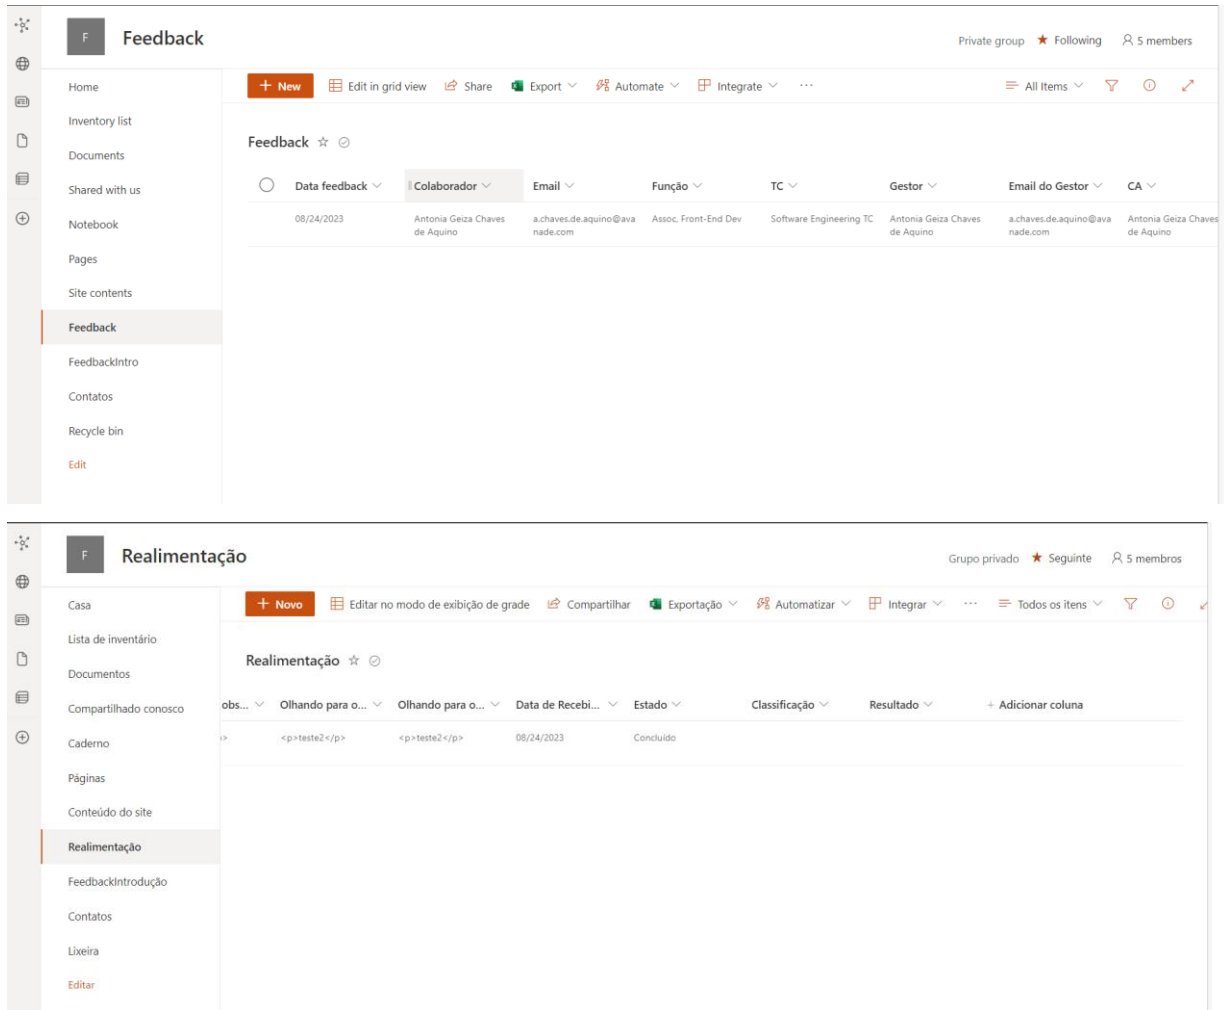 F
Feedback
Private group
Following
5 members
Home
Inventory list
Documents
Shared with us
Notebook
Pages
Site contents
Feedback
FeedbackIntro
Contatos
Recycle bin
Edit
+ New
Edit in grid view
Share
Export
Automate
Integrate
···
All Items
Feedback
Data feedback
Colaborador
Email
Função
TC
Gestor
Email do Gestor
CA
08/24/2023
Antonia Geiza Chaves
de Aquino
a.chaves.de.aquino@ava
nade.com
Assoc, Front-End Dev
Software Engineering TC
Antonia Geiza Chaves
de Aquino
a.chaves.de.aquino@ava
nade.com
Antonia Geiza Chaves
de Aquino
F
Realimentação
Grupo privado
Seguinte
5 membros
Casa
Lista de inventário
Documentos
Compartilhado conosco
Caderno
Páginas
Conteúdo do site
Realimentação
FeedbackIntrodução
Contatos
Lixeira
Editar
+ Novo
Editar no modo de exibição de grade
Compartilhar
Exportação
Automatizar
Integrar
···
Todos os itens
Realimentação
obs...
Olhando para o...
Olhando para o...
Data de Recebi...
Estado
Classificação
Resultado
+ Adicionar coluna
<p>teste2</p>
<p>teste2</p>
08/24/2023
Concluído